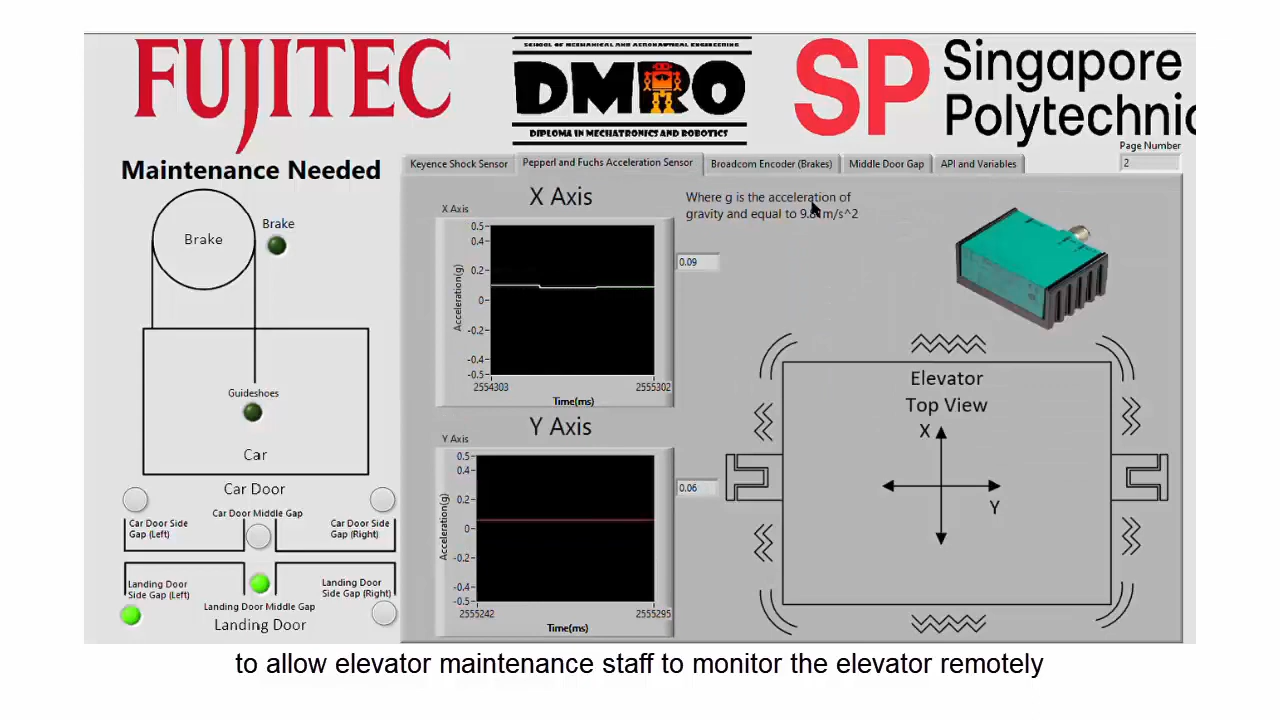 FUJITEC
SCHOOL OF MECHANICAL AND AERONAUTICAL ENGINEERING
DMRO
DIPLOMA IN MECHATRONICS AND ROBOTICS
SP
Singapore
Polytechnic
Page Number
2
Maintenance Needed
Brake
Brake
Guideshoes
Car
Car Door
Car Door Middle Gap
Car Door Side
Gap (Left)
Car Door Side
Gap (Right)
Landing Door
Side Gap (Left)
Landing Door
Side Gap (Right)
Landing Door Middle Gap
Landing Door
Keyence Shock Sensor
Pepperl and Fuchs Acceleration Sensor
Broadcom Encoder (Brakes)
Middle Door Gap
API and Variables
X Axis
X Axis
0.5
0.4
0.2
0
-0.2
-0.4
-0.5
Acceleration(g)
2554303
2555302
Time(ms)
0.09
Where g is the acceleration of
gravity and equal to 9.81m/s^2
Y Axis
Y Axis
0.5
0.4
0.2
0
-0.2
-0.4
-0.5
Acceleration(g)
2555242
2555295
Time(ms)
0.06
Elevator
Top View
X
Y
to allow elevator maintenance staff to monitor the elevator remotely